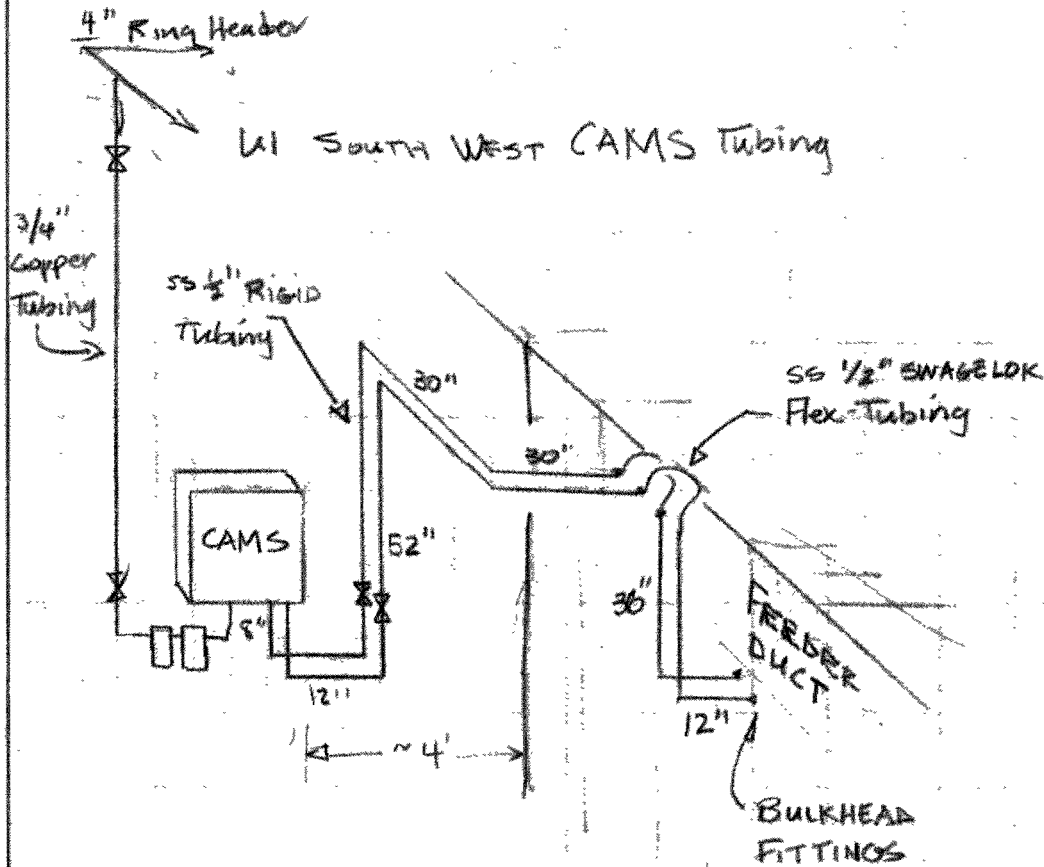 4" Ring Header
U1 SOUTH WEST CAMS Tubing
3/4"
Copper
Tubing
SS 1/2" RIGID
Tubing
30"
30"
SS 1/2" SWAGELOK
Flex-Tubing
CAMS
52"
8"
12"
36"
FEEDER
DUCT
12"
~4'
BULKHEAD
FITTINGS